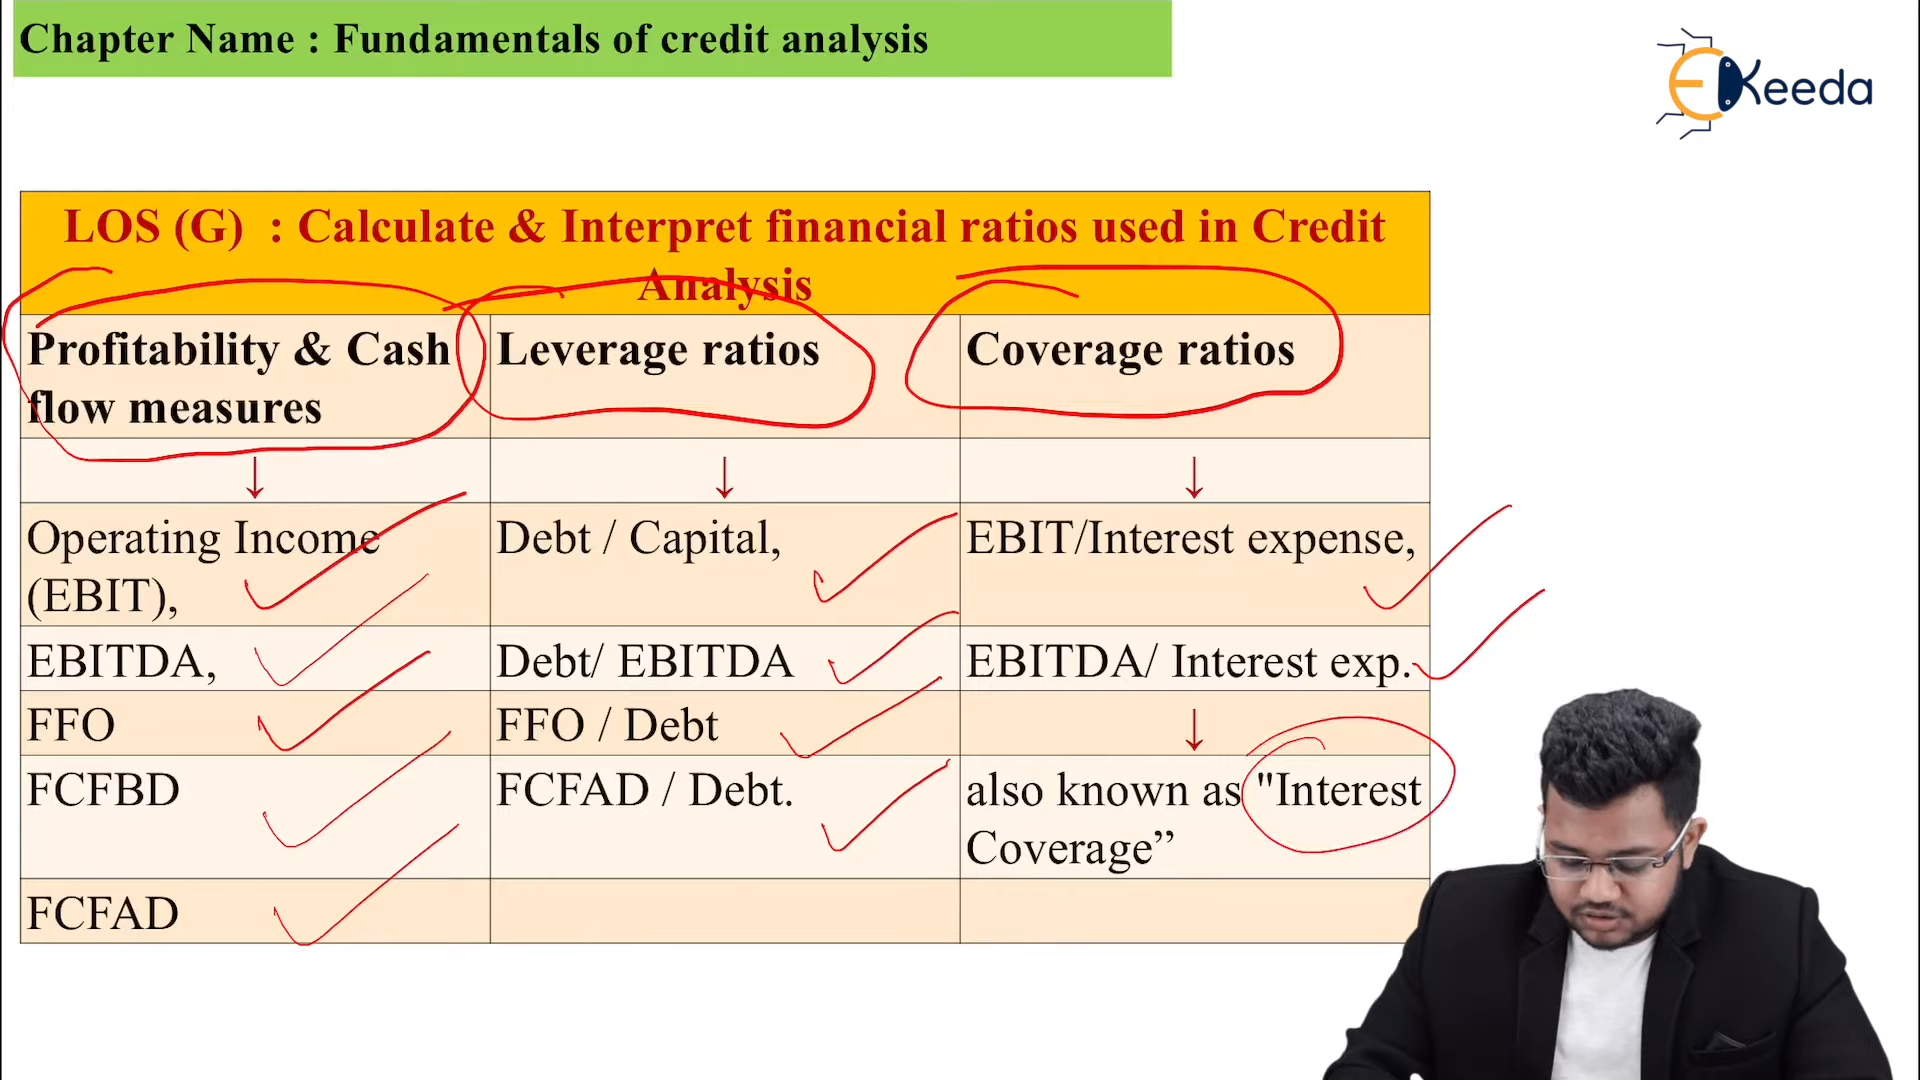 Chapter Name : Fundamentals of credit analysis
EKeeda
LOS (G) : Calculate & Interpret financial ratios used in Credit
Analysis
Profitability & Cash
flow measures
Leverage ratios
Coverage ratios
↓ ↓ ↓
Operating Income
(EBIT),
Debt / Capital,
EBIT/Interest expense,
EBITDA,
Debt/ EBITDA
EBITDA/ Interest exp.
FFO
FFO / Debt
↓
FCFBD
FCFAD / Debt.
also known as "Interest
Coverage”
FCFAD